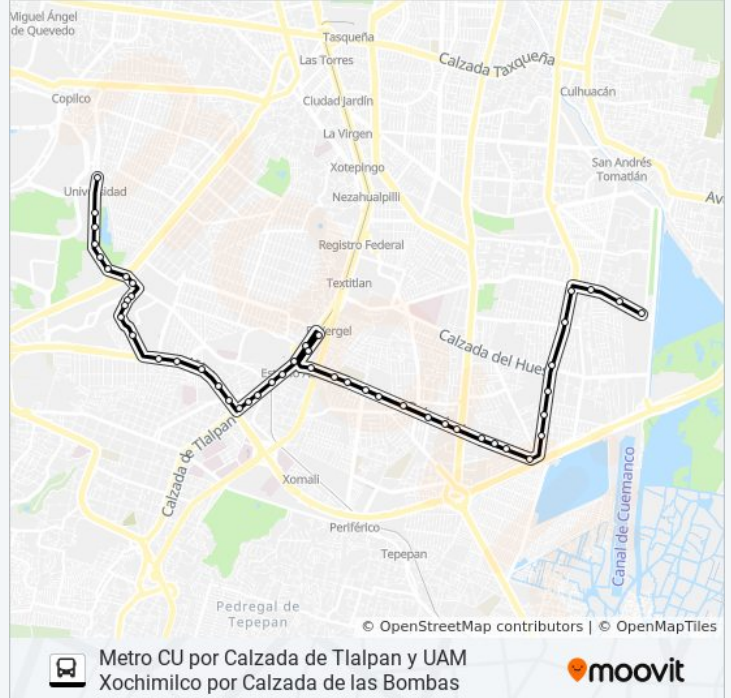 Miguel Ángel
de Quevedo
Tasqueña
Las Torres
Calzada Taxqueña
Copilco
Ciudad Jardín
Culhuacán
La Virgen
Xotepingo
San Andrés
Tomatlán
Universidad
Nezahualpilli
Av
Registro Federal
Textitlan
Calzada del Hues
Xomali
Calzada de Tlalpan
Periférico
Canal de Cuemanco
Tepepan
Pedregal de
Tepepan
© OpenStreetMap contributors | © OpenMapTiles
Metro CU por Calzada de Tlalpan y UAM
Xochimilco por Calzada de las Bombas
moovit